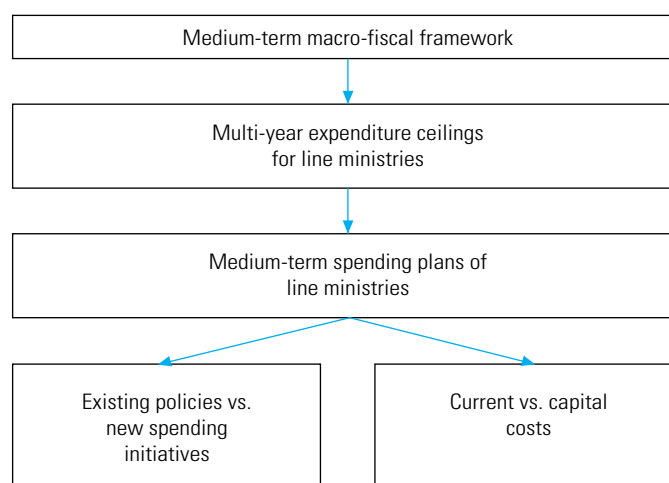 Medium-term macro-fiscal framework
Multi-year expenditure ceilings
for line ministries
Medium-term spending plans of
line ministries
Existing policies vs.
new spending
initiatives
Current vs. capital
costs